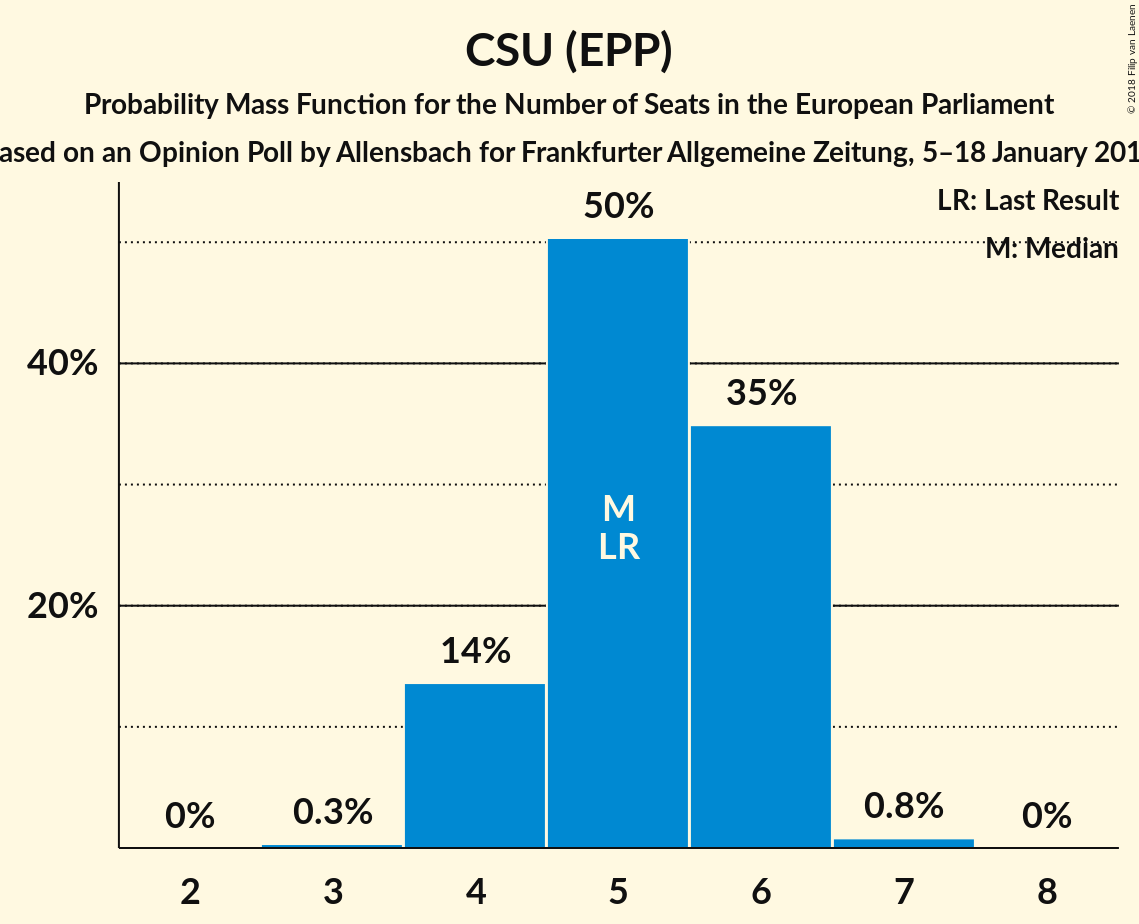 CSU (EPP)
Probability Mass Function for the Number of Seats in the European Parliament
ased on an Opinion Poll by Allensbach for Frankfurter Allgemeine Zeitung, 5–18 January 201
© 2018 Filip van Laenen
LR: Last Result
M: Median
50%
40%
35%
M
LR
20%
14%
0%
0.3%
0.8%
0%
2
3
4
5
6
7
8